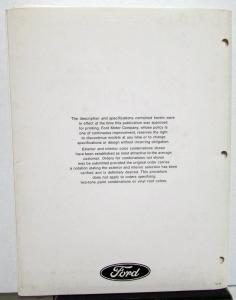 The description and specifications contained herein were
in effect at the time this publication was approved
for printing. Ford Motor Company, whose policy is
one of continuous improvement, reserves the right
to discontinue models at any time or to change
specifications or design without incurring obligation.
Exterior and interior color combinations shown
have been established as most attractive to the average
customer. Orders for combinations not shown
may be submitted provided the original order carries
a notation stating the exterior and interior selection has been
verified and is definitely desired. This procedure
does not apply to orders specifying
two-tone paint combinations or vinyl roof colors.
Ford